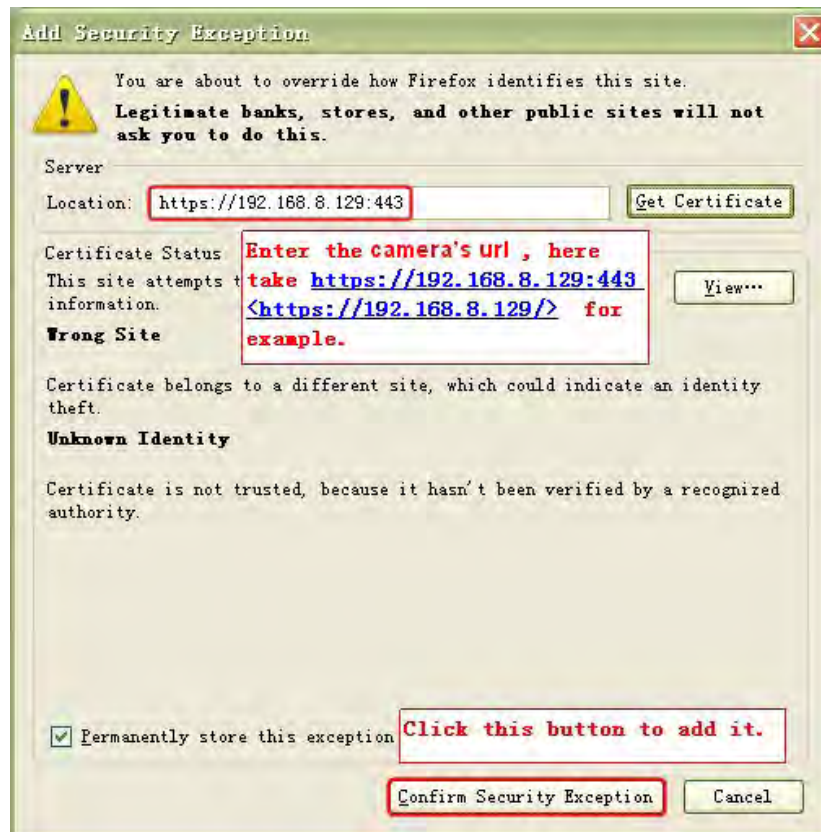 Add Security Exception
You are about to override how Firefox identifies this site.
Legitimate banks, stores, and other public sites will not
ask you to do this.
Server
Location: https://192.168.8.129:443 Get Certificate
Certificate Status
This site attempts t
information.
Wrong Site
Enter the camera's url , here
take https://192.168.8.129:443
<https://192.168.8.129/> for
example.
View...
Certificate belongs to a different site, which could indicate an identity
theft.
Unknown Identity
Certificate is not trusted, because it hasn't been verified by a recognized
authority.
Permanently store this exception
Click this button to add it.
Confirm Security Exception Cancel